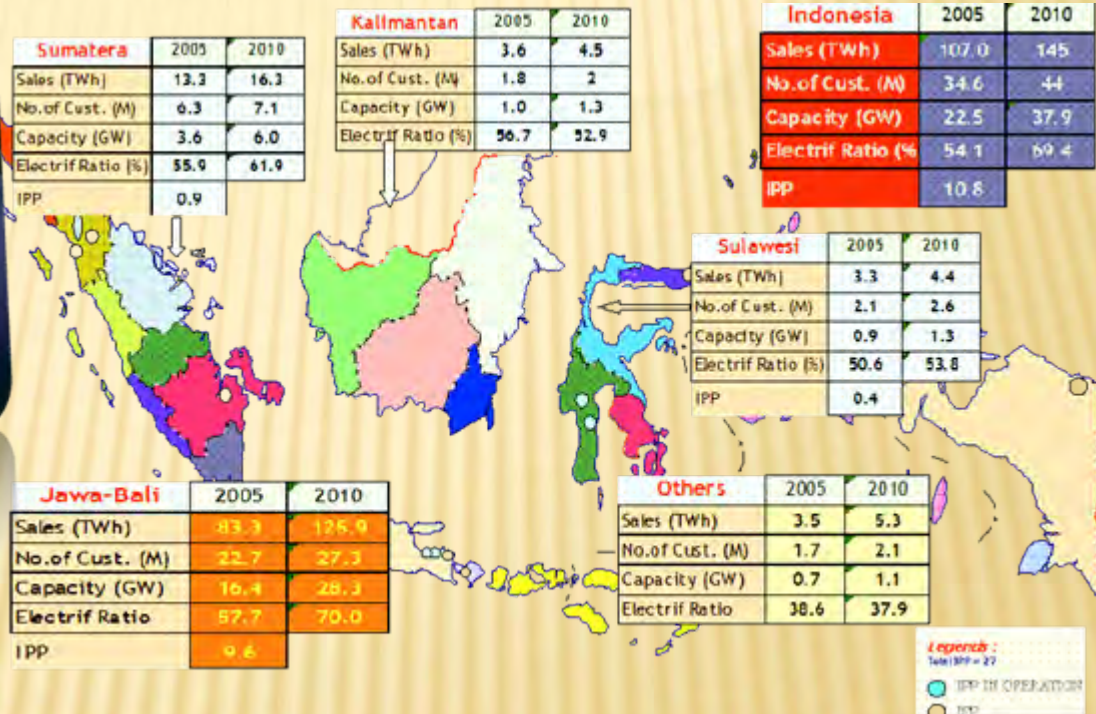 Sumatera 2005 2010
Sales (TWh) 13.3 16.3
No.of Cust. (M) 6.3 7.1
Capacity (GW) 3.6 6.0
Electrif Ratio (%) 55.9 61.9
IPP 0.9
Kalimantan 2005 2010
Sales (TWh) 3.6 4.5
No.of Cust. (M) 1.8 2
Capacity (GW) 1.0 1.3
Electrif Ratio (%) 56.7 52.9
Indonesia 2005 2010
Sales (TWh) 107.0 145
No.of Cust. (M) 34.6 44
Capacity (GW) 22.5 37.9
Electrif Ratio (% 54.1 69.4
IPP 10.8
Sulawesi 2005 2010
Sales (TWh) 3.3 4.4
No.of Cust. (M) 2.1 2.6
Capacity (GW) 0.9 1.3
Electrif Ratio (%) 50.6 53.8
IPP 0.4
Jawa-Bali 2005 2010
Sales (TWh) 83.3 125.9
No.of Cust. (M) 22.7 27.3
Capacity (GW) 16.4 28.3
Electrif Ratio 57.7 70.0
IPP 9.6
Others 2005 2010
Sales (TWh) 3.5 5.3
No.of Cust. (M) 1.7 2.1
Capacity (GW) 0.7 1.1
Electrif Ratio 38.6 37.9
Legends :
Total IPP = 27
IPP IN OPERATION
IPP